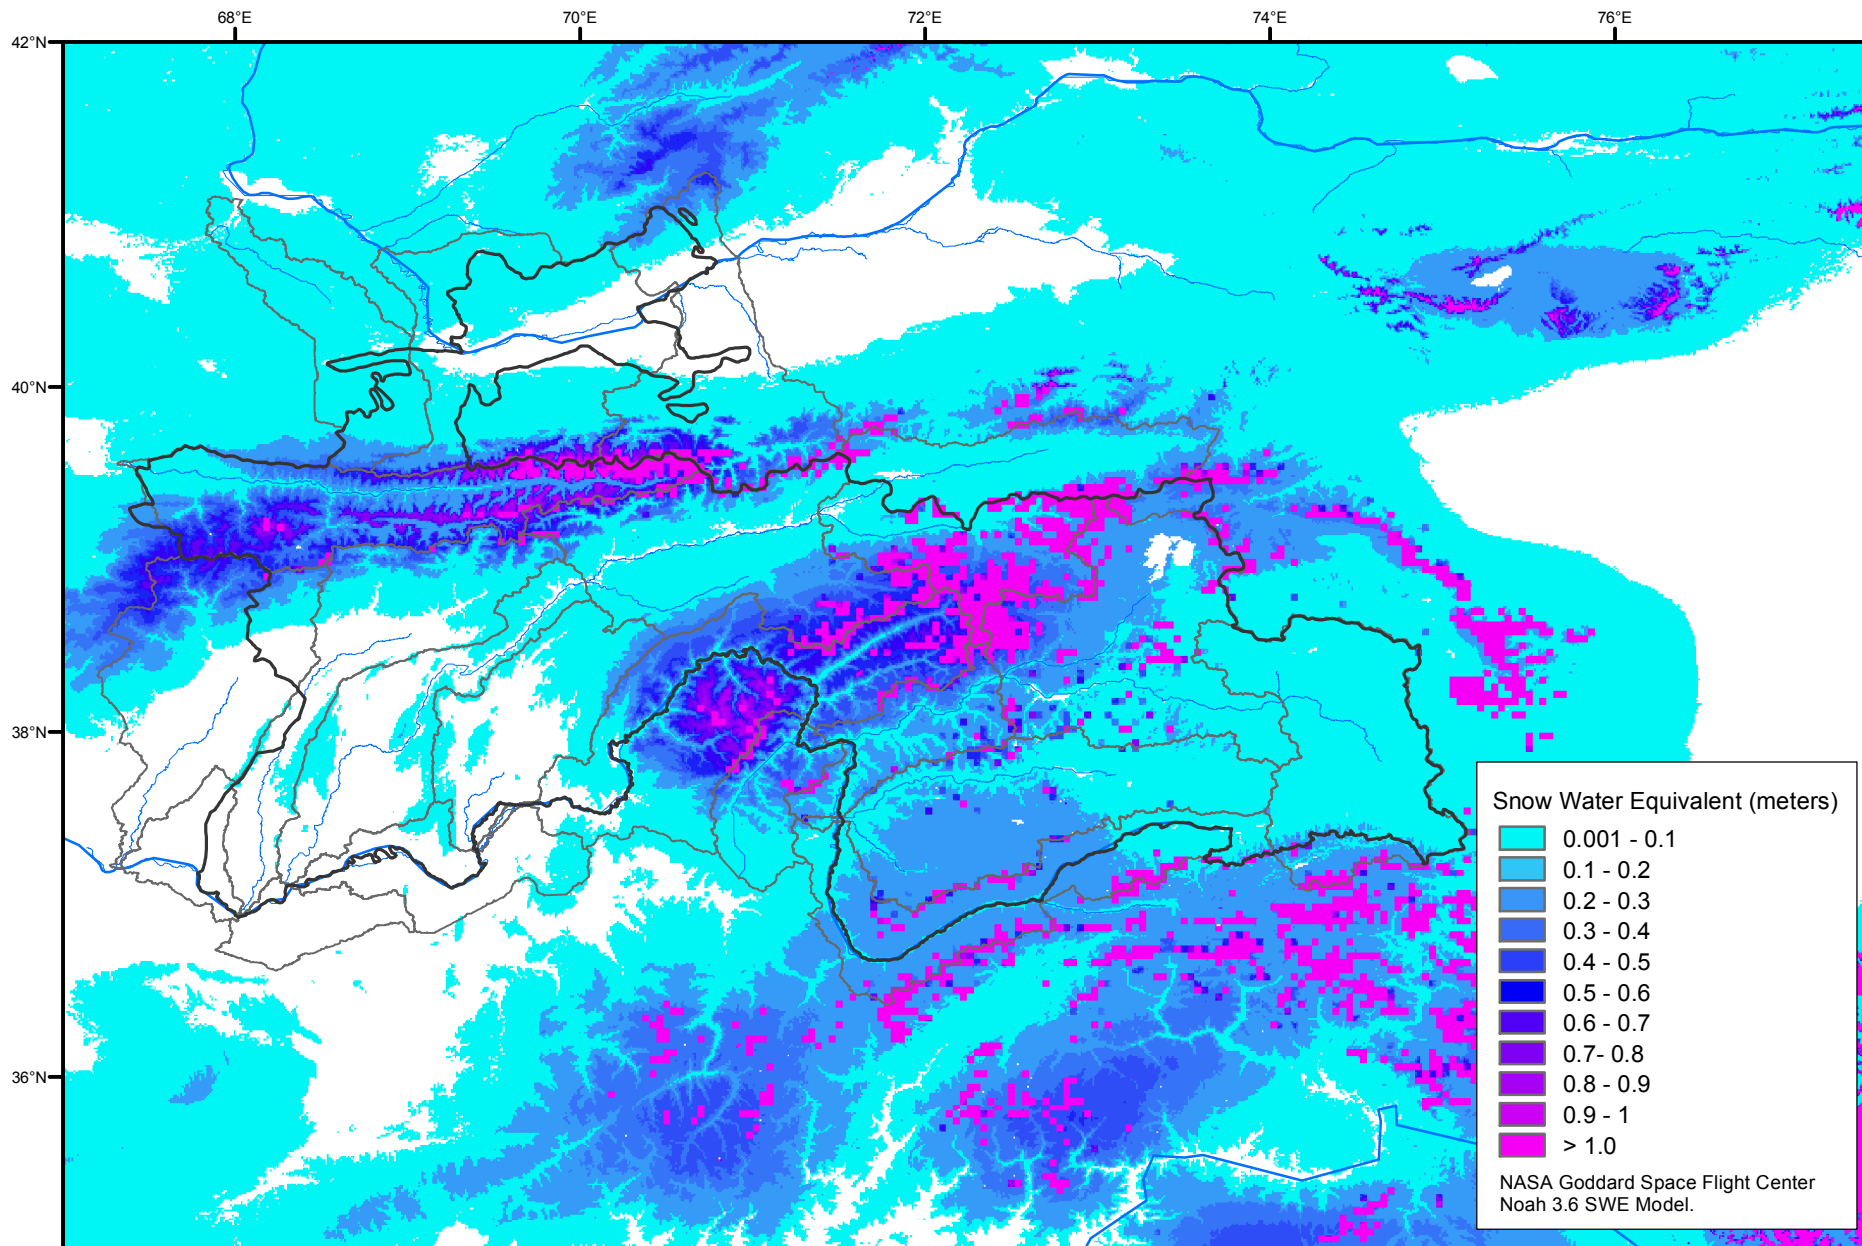 68°E 70°E 72°E 74°E 76°E
42°N
40°N
38°N
36°N
Snow Water Equivalent (meters)
0.001 - 0.1
0.1 - 0.2
0.2 - 0.3
0.3 - 0.4
0.4 - 0.5
0.5 - 0.6
0.6 - 0.7
0.7- 0.8
0.8 - 0.9
0.9 - 1
> 1.0
NASA Goddard Space Flight Center
Noah 3.6 SWE Model.